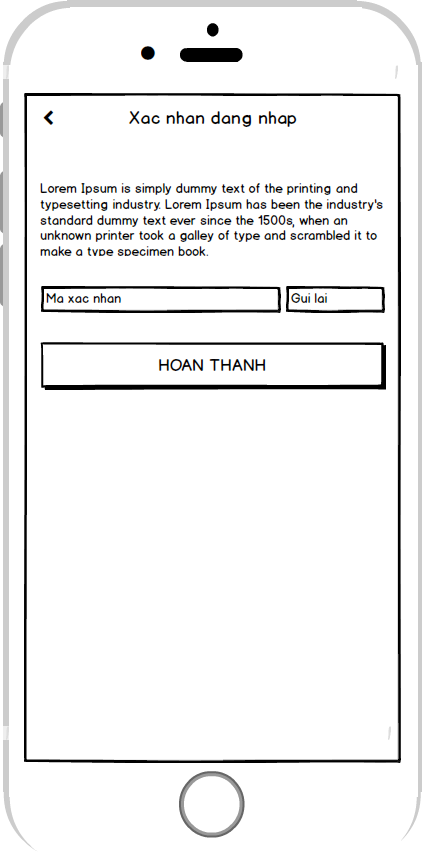 Xac nhan dang nhap
Lorem Ipsum is simply dummy text of the printing and
typesetting industry. Lorem Ipsum has been the industry's
standard dummy text ever since the 1500s, when an
unknown printer took a galley of type and scrambled it to
make a type specimen book.
Ma xac nhan Gui lai
HOAN THANH